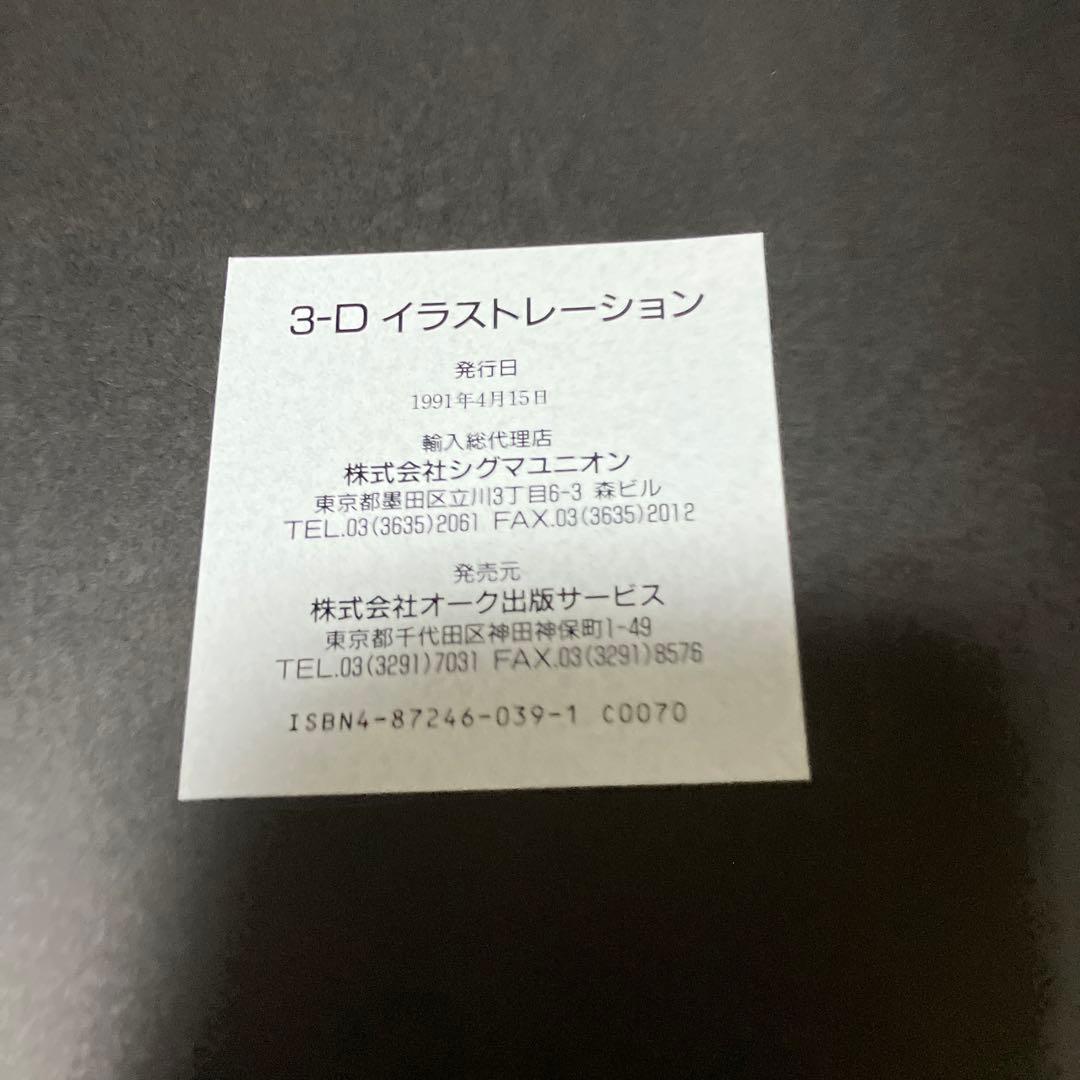 3-D イラストレーション
発行日
1991年4月15日
輸入総代理店
株式会社シグマユニオン
東京都墨田区立川3丁目6-3 森ビル
TEL.03(3635)2061 FAX.03(3635)2012
発売元
株式会社オーク出版サービス
東京都千代田区神田神保町1-49
TEL.03(3291)7031 FAX.03(3291)8576
ISBN4-87246-039-1 C0070